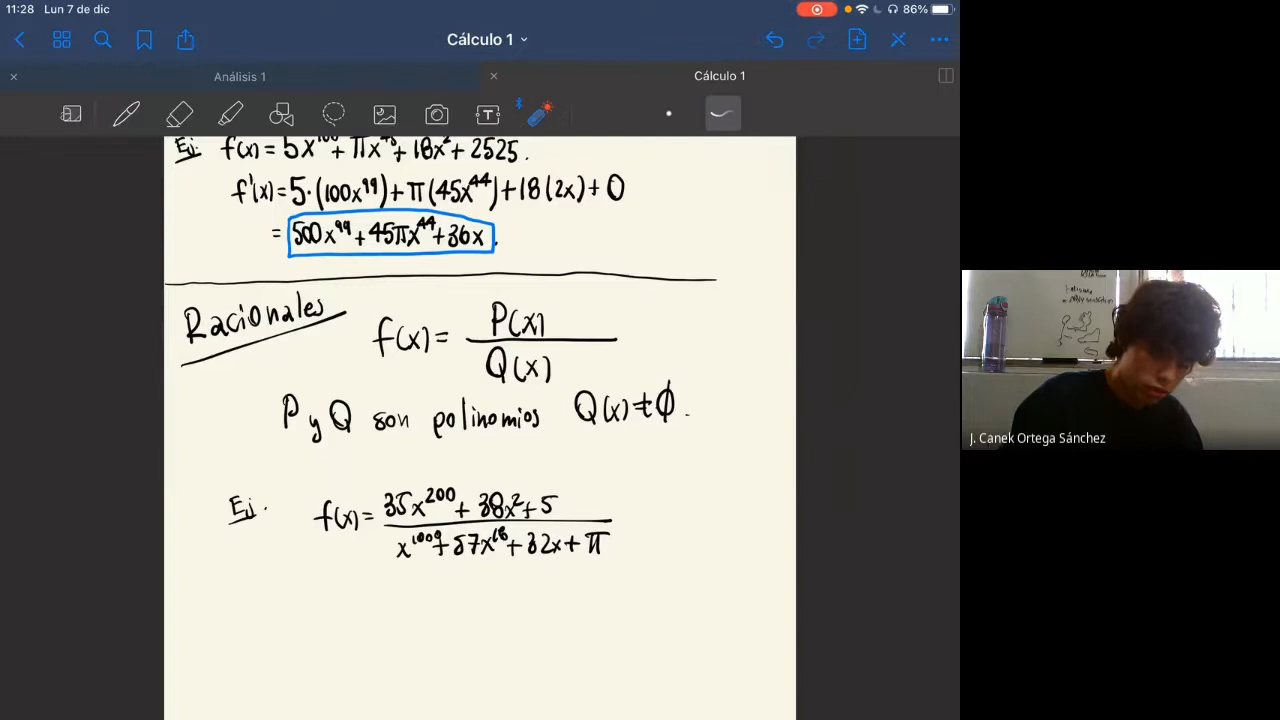 11:28 Lun 7 de dic
86%
Cálculo 1
Análisis 1
Cálculo 1
Ej: f(x) = 5x¹⁰⁰ + πx⁴⁵ + 18x² + 2525.
f'(x) = 5·(100x⁹⁹) + π(45x⁴⁴) + 18(2x) + 0
= 500x⁹⁹ + 45πx⁴⁴ + 36x.
Racionales
f(x) = P(x) / Q(x)
P y Q son polinomios Q(x) ≠ 0.
Ej. f(x) = 35x²⁰⁰ + 38x² + 5 / x¹⁰⁰⁹ + 57x¹⁸ + 32x + π
J. Canek Ortega Sánchez